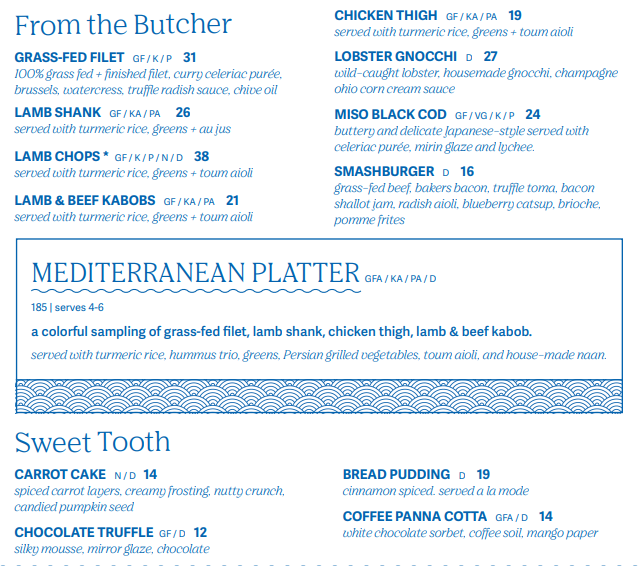 From the Butcher
GRASS-FED FILET GF / K / P 31
100% grass fed + finished filet, curry celeriac purée,
brussels, watercress, truffle radish sauce, chive oil
LAMB SHANK GF / KA / PA 26
served with turmeric rice, greens + au jus
LAMB CHOPS * GF / K / P / N / D 38
served with turmeric rice, greens + toum aioli
LAMB & BEEF KABOBS GF / KA / PA 21
served with turmeric rice, greens + toum aioli
CHICKEN THIGH GF / KA / PA 19
served with turmeric rice, greens + toum aioli
LOBSTER GNOCCHI D 27
wild-caught lobster, housemade gnocchi, champagne
ohio corn cream sauce
MISO BLACK COD GF / VG / K / P 24
buttery and delicate Japanese-style served with
celeriac purée, mirin glaze and lychee.
SMASHBURGER D 16
grass-fed beef, bakers bacon, truffle toma, bacon
shallot jam, radish aioli, blueberry catsup, brioche,
pomme frites
MEDITERRANEAN PLATTER GFA / KA / PA / D
185 | serves 4-6
a colorful sampling of grass-fed filet, lamb shank, chicken thigh, lamb & beef kabob.
served with turmeric rice, hummus trio, greens, Persian grilled vegetables, toum aioli, and house-made naan.
Sweet Tooth
CARROT CAKE N / D 14
spiced carrot layers, creamy frosting, nutty crunch,
candied pumpkin seed
CHOCOLATE TRUFFLE GF / D 12
silky mousse, mirror glaze, chocolate
BREAD PUDDING D 19
cinnamon spiced. served a la mode
COFFEE PANNA COTTA GFA / D 14
white chocolate sorbet, coffee soil, mango paper